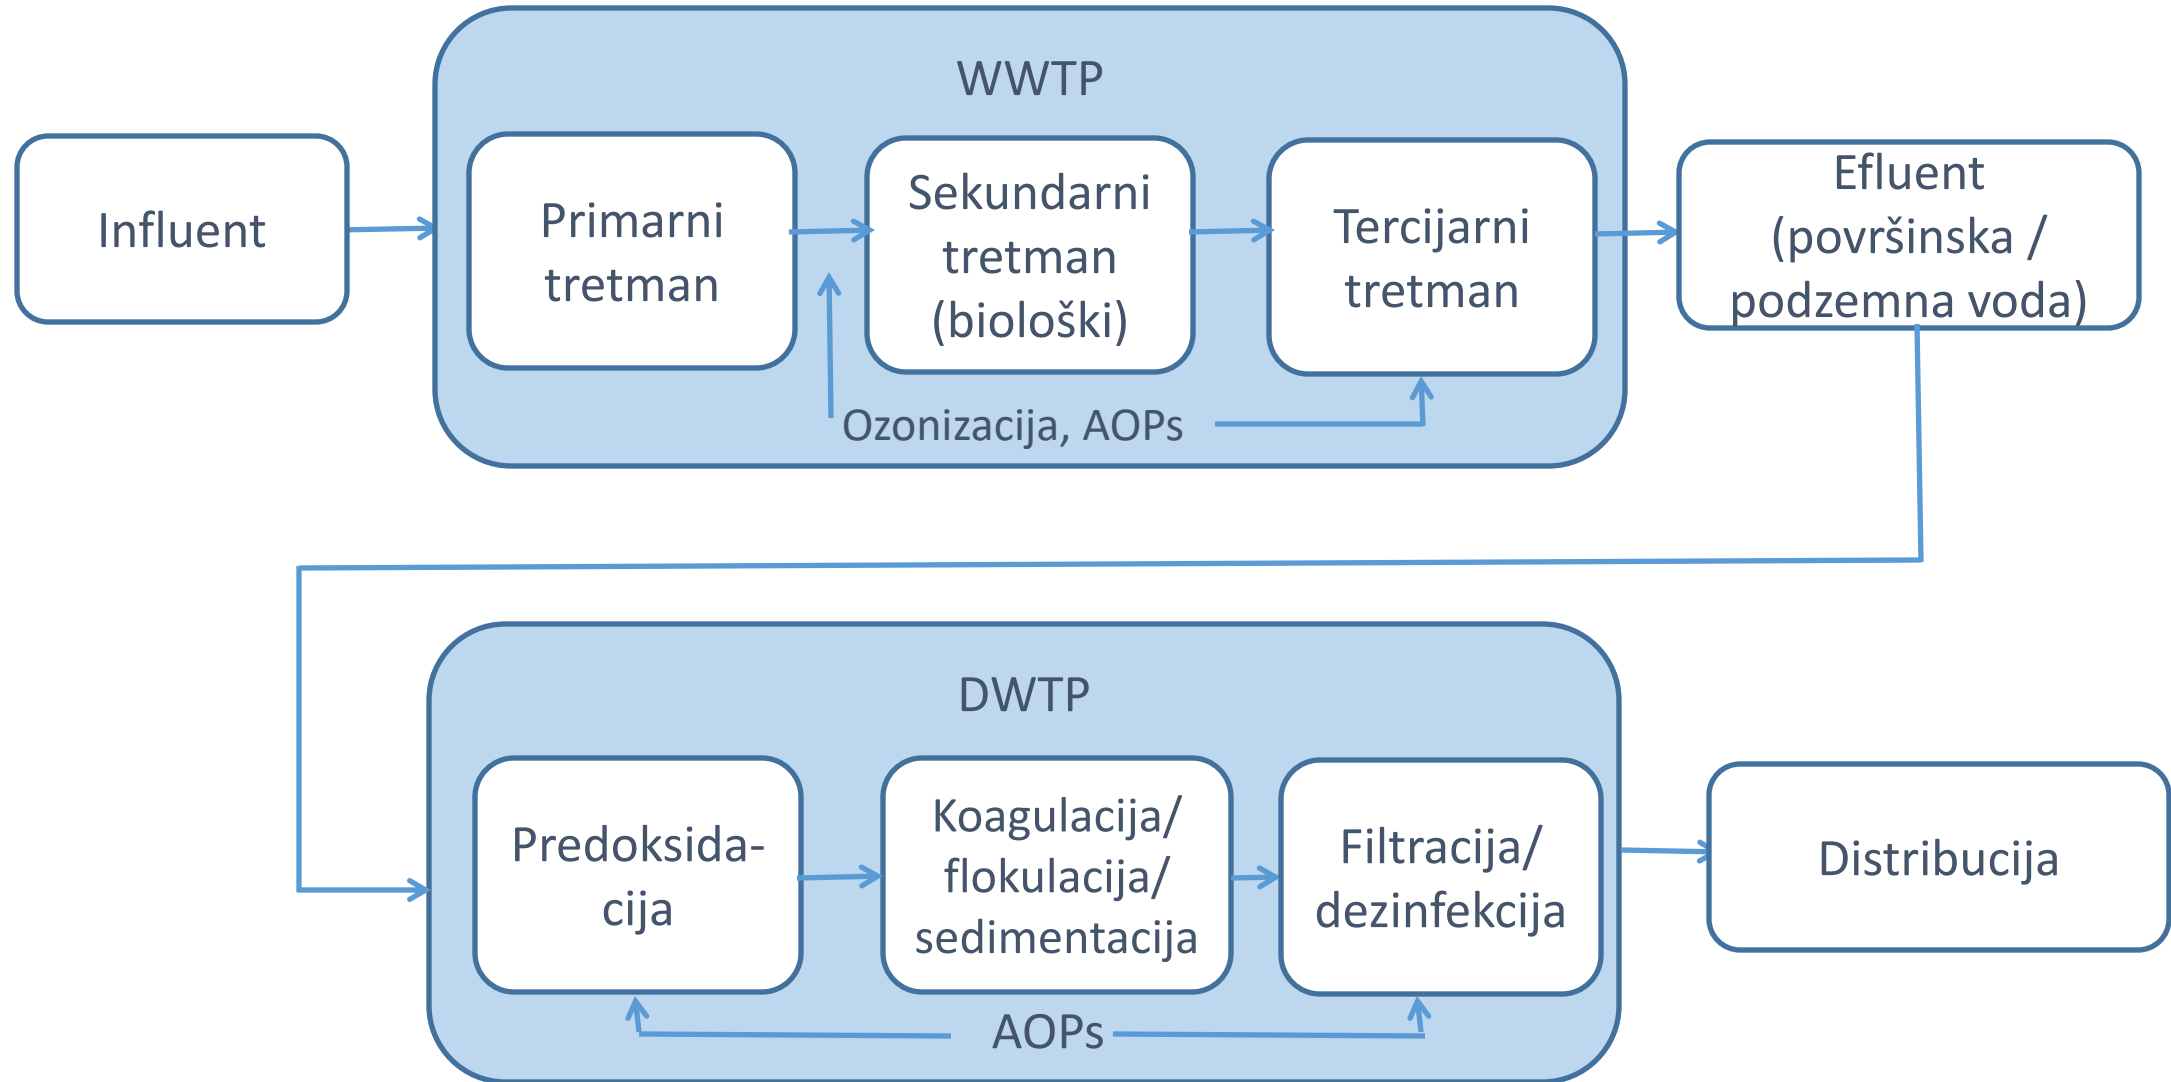 WWTP
Influent
Primarni
tretman
Sekundarni
tretman
(biološki)
Tercijarni
tretman
Efluent
(površinska /
podzemna voda)
Ozonizacija, AOPs
DWTP
Predoksida-
cija
Koagulacija/
flokulacija/
sedimentacija
Filtracija/
dezinfekcija
Distribucija
AOPs